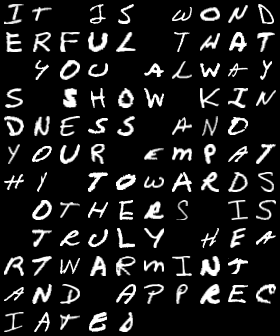 IT IS WOND
ERFUL THAT
YOU ALWAY
S SHOW KIN
DNESS AND
YOUR EMPAT
HY TOWARDS
OTHERS IS
TRULY HEA
RTWARMINT
AND APPREC
IATED